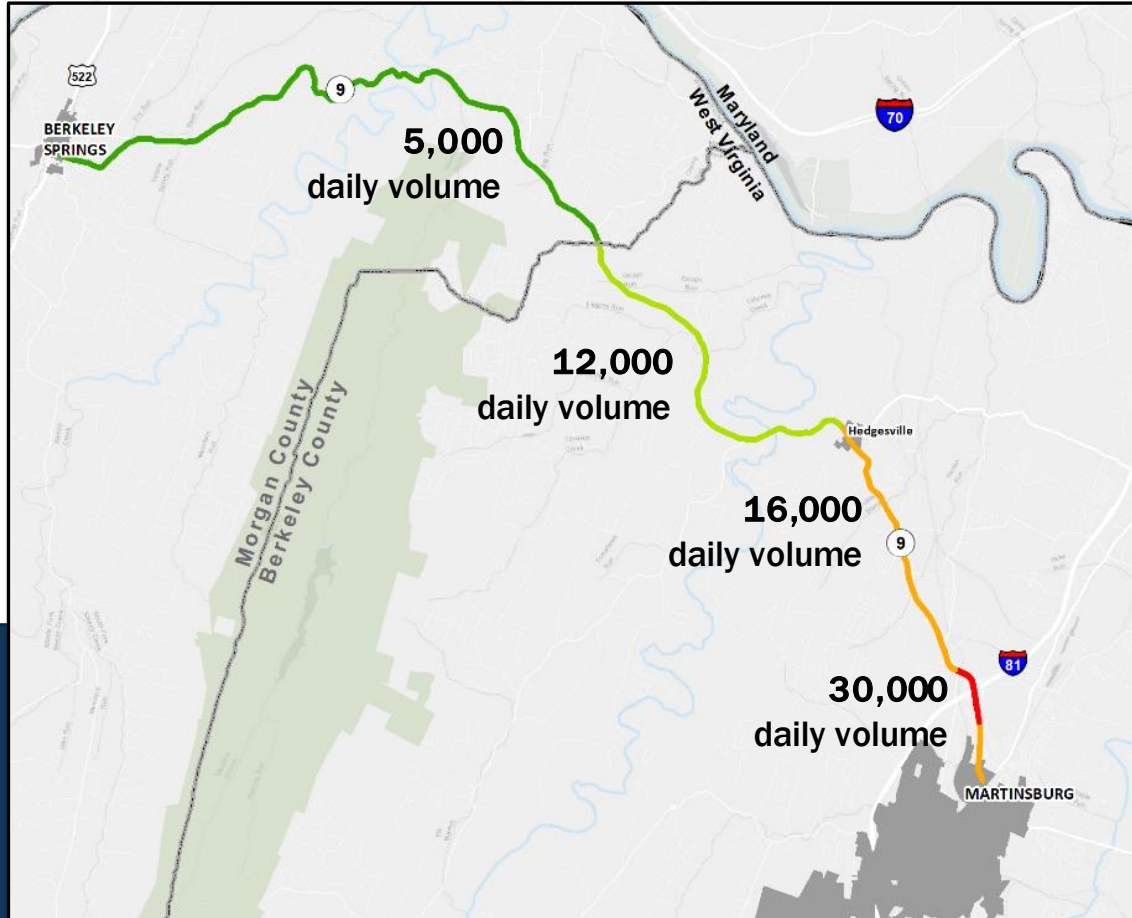 522
9
BERKELEY
SPRINGS
5,000
daily volume
Maryland
West Virginia
70
12,000
daily volume
Morgan County
Berkeley County
Hedgesville
16,000
daily volume
9
81
30,000
daily volume
MARTINSBURG